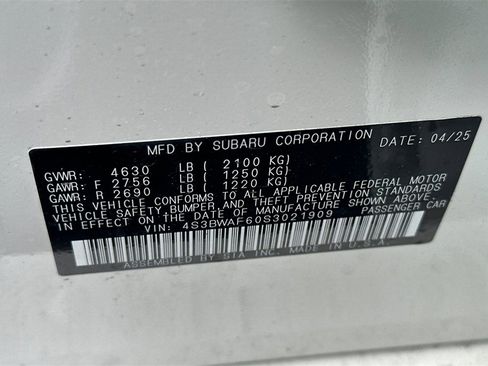 MFD BY SUBARU CORPORATION DATE: 04/25
GVWR: 4630 LB ( 2100 KG)
GAWR: F 2756 LB ( 1250 KG)
GAWR: R 2690 LB ( 1220 KG)
THIS VEHICLE CONFORMS TO ALL APPLICABLE FEDERAL MOTOR
VEHICLE SAFETY, BUMPER, AND THEFT PREVENTION STANDARDS
IN EFFECT ON THE DATE OF MANUFACTURE SHOWN ABOVE.
VIN: 4S3BWAF60S3021909 PASSENGER CAR
ASSEMBLED BY SIA INC. MADE IN U.S.A.